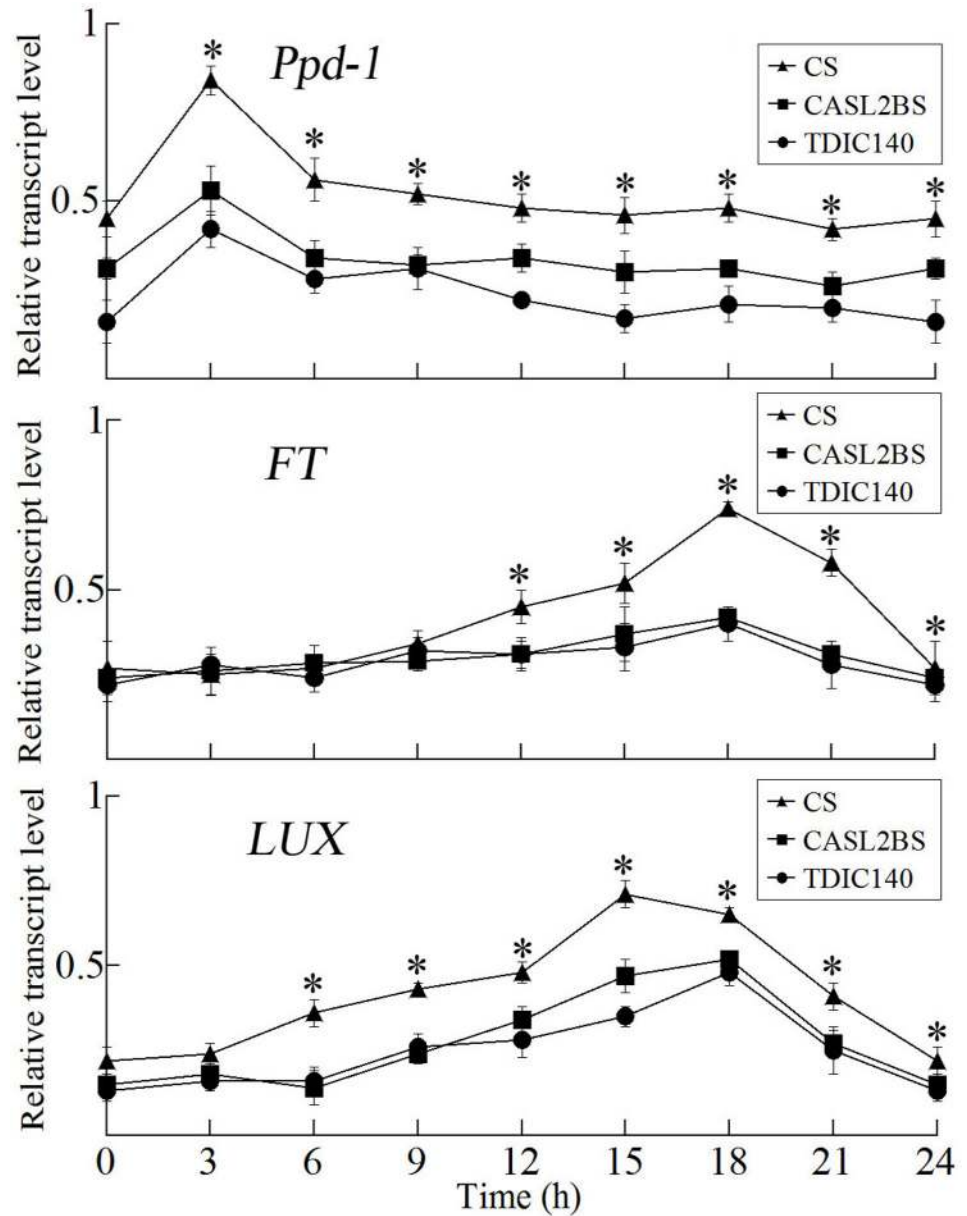 Relative transcript level
1
0.5
Ppd-1
CS
CASL2BS
TDIC140
* * * * * * * *
Relative transcript level
1
0.5
FT
CS
CASL2BS
TDIC140
* * * * *
Relative transcript level
1
0.5
LUX
CS
CASL2BS
TDIC140
* * * * * * *
0 3 6 9 12 15 18 21 24
Time (h)